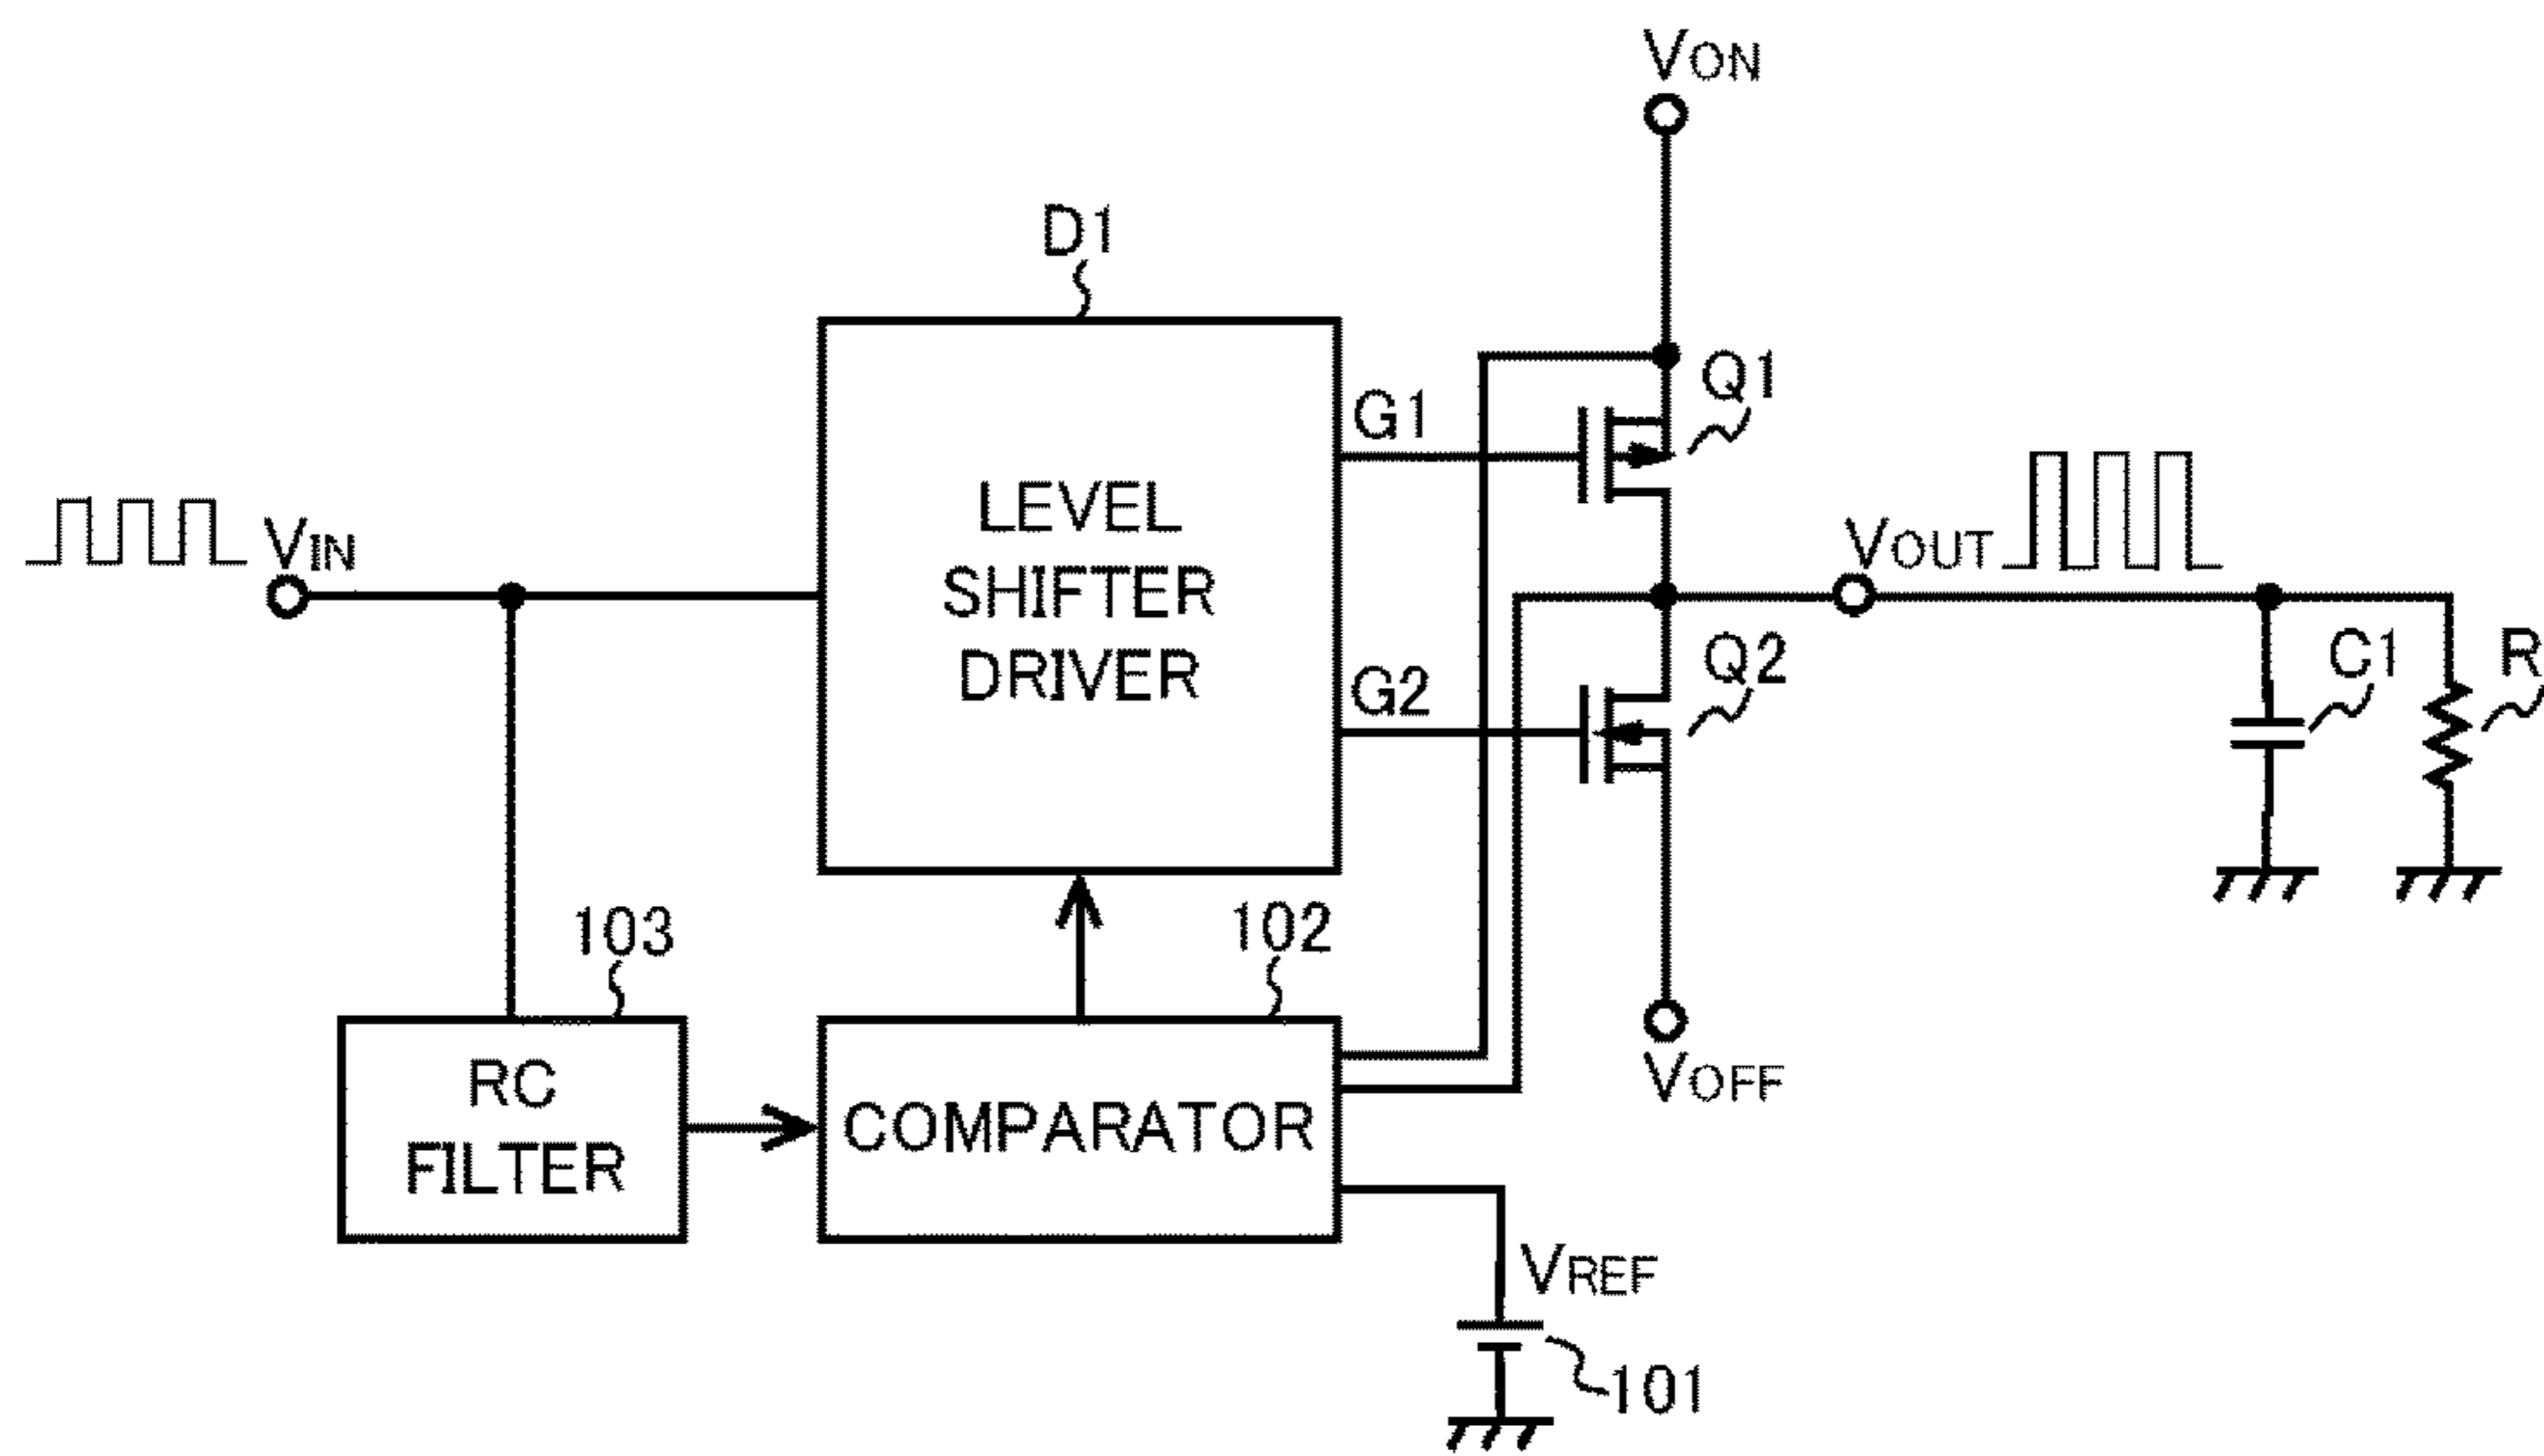 VON
D1
Q1
G1
LEVEL
SHIFTER
DRIVER
VIN
VOUT
Q2
G2
C1
R
103
102
RC
FILTER
COMPARATOR
VOFF
VREF
101